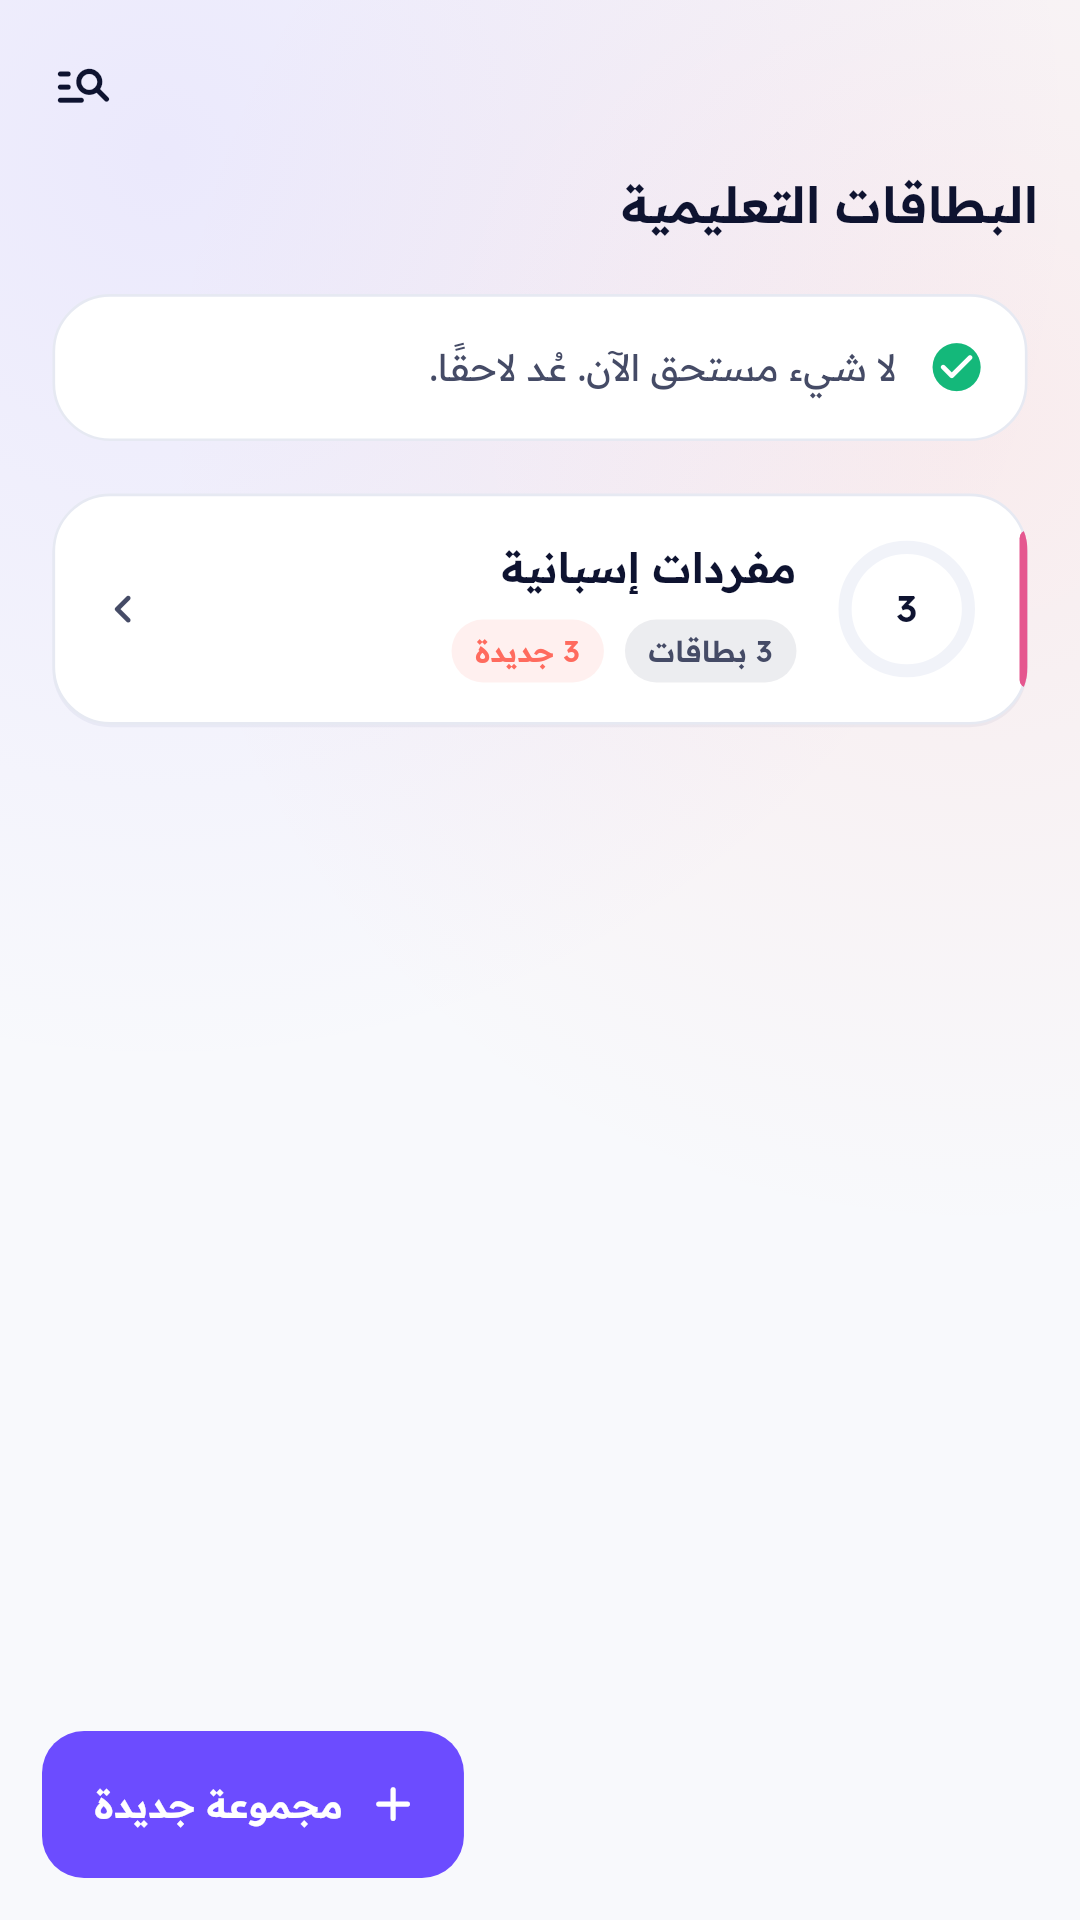 البطاقات التعليمية
لا شيء مستحق الآن. عُد لاحقًا.
3
مفردات إسبانية
3 بطاقات
3 جديدة
مجموعة جديدة